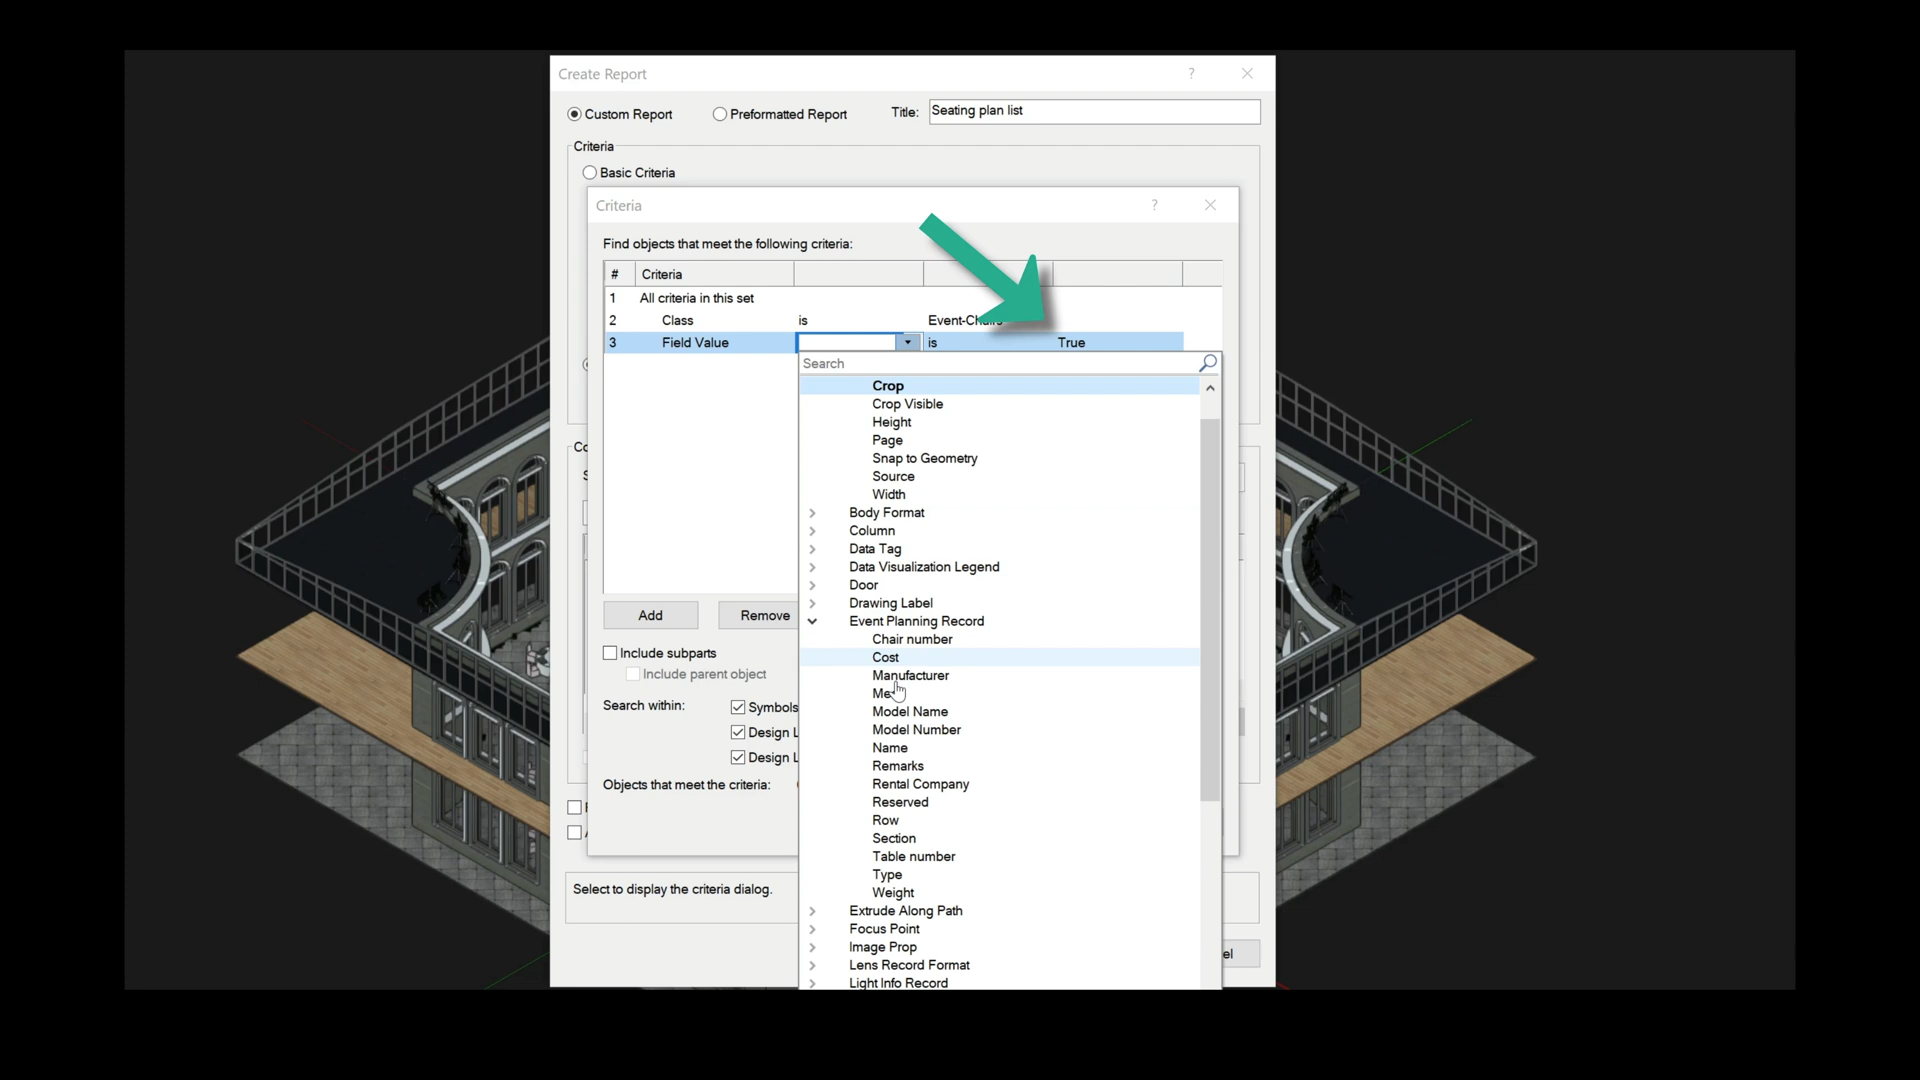 Create Report ?
Custom Report Preformatted Report Title: Seating plan list
Criteria
Basic Criteria
Criteria ?
Find objects that meet the following criteria:
# Criteria
1 All criteria in this set
2 Class is Event-Chairs
3 Field Value is True
Search
Crop
Crop Visible
Height
Page
Snap to Geometry
Source
Width
Body Format
Column
Data Tag
Data Visualization Legend
Door
Drawing Label
Event Planning Record
Chair number
Cost
Manufacturer
Model Name
Model Number
Name
Remarks
Rental Company
Reserved
Row
Section
Table number
Type
Weight
Extrude Along Path
Focus Point
Image Prop
Lens Record Format
Light Info Record
Add Remove
Include subparts
Include parent object
Search within: Symbols
Design L
Design L
Objects that meet the criteria:
Select to display the criteria dialog.
el